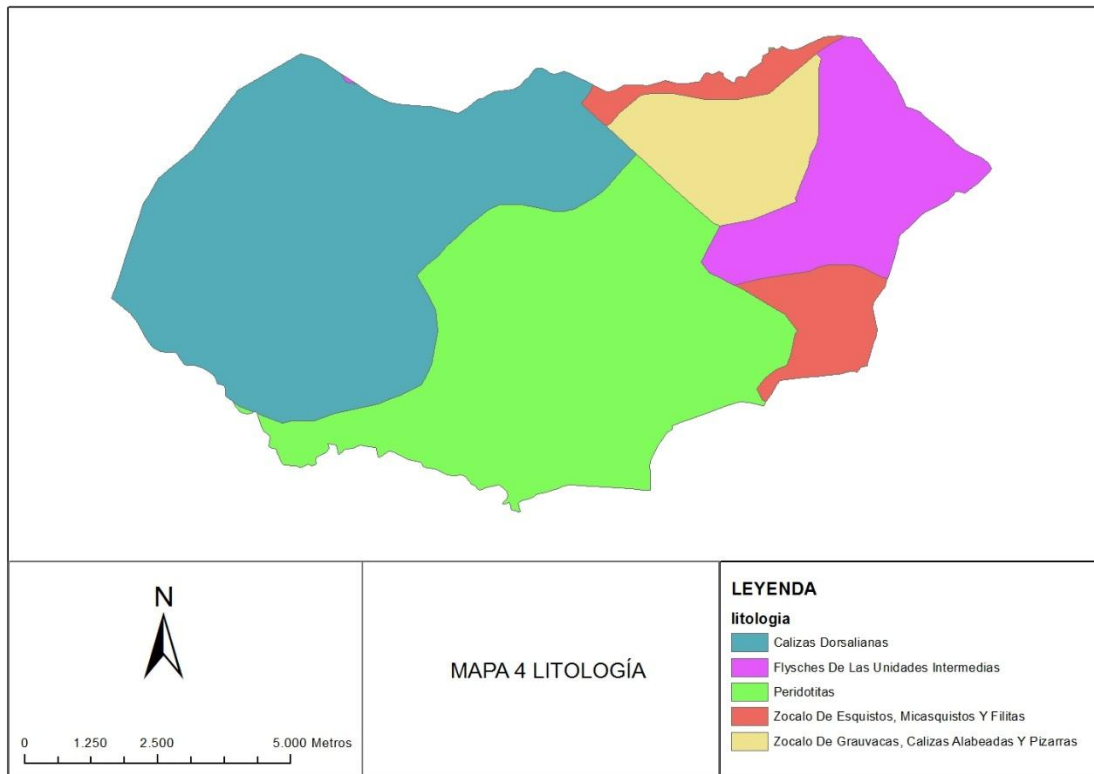 N
0 1.250 2.500 5.000 Metros
MAPA 4 LITOLOGÍA
LEYENDA
litologia
Calizas Dorsalianas
Flysches De Las Unidades Intermedias
Peridotitas
Zocalo De Esquistos, Micasquistos Y Filitas
Zocalo De Grauvacas, Calizas Alabeadas Y Pizarras